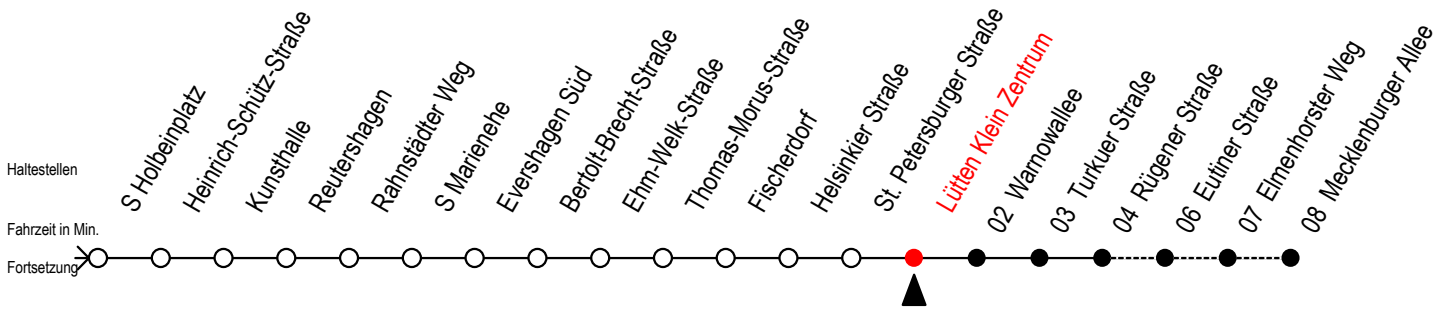 Haltestellen
Fahrzeit in Min.
Fortsetzung
S Holbeinplatz
Heinrich-Schütz-Straße
Kunsthalle
Reutershagen
Rahnstädter Weg
S Marienehe
Evershagen Süd
Bertolt-Brecht-Straße
Ehm-Welk-Straße
Thomas-Morus-Straße
Fischerdorf
Helsinkier Straße
St. Petersburger Straße
Lütten Klein Zentrum
02 Warnowallee
03 Turkuer Straße
04 Rügener Straße
06 Eutiner Straße
07 Elmenhorster Weg
08 Mecklenburger Allee